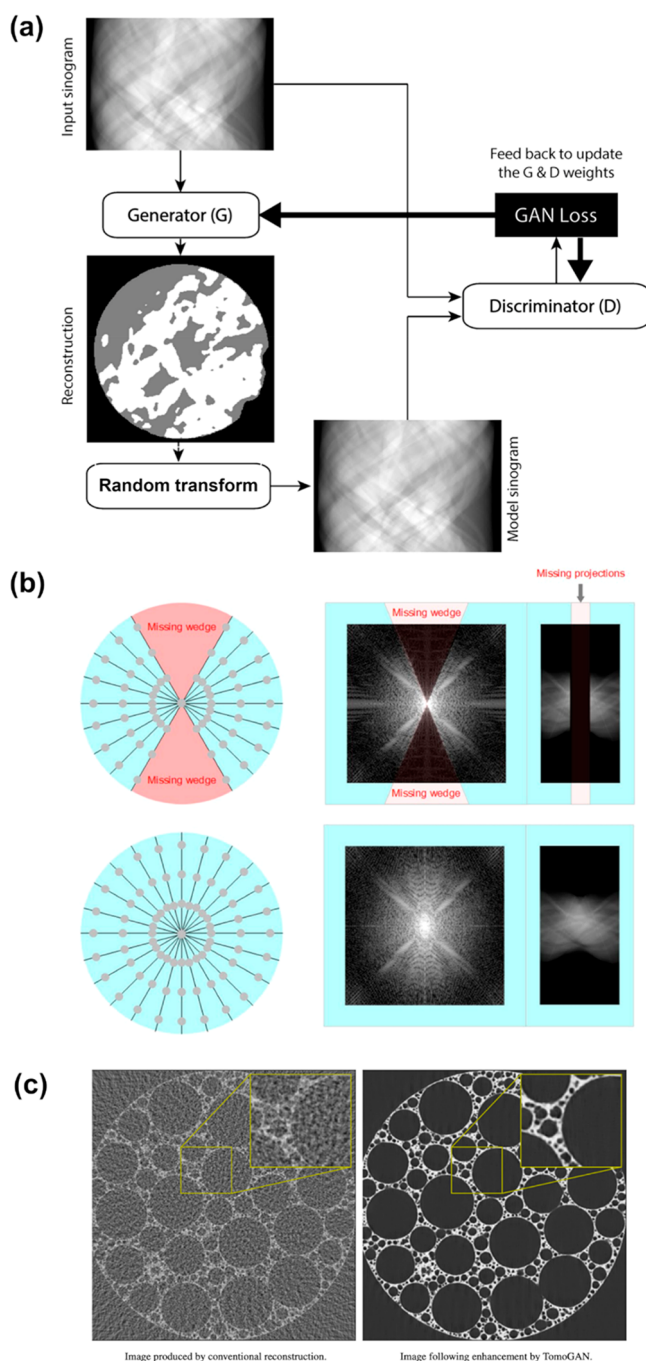 (a)
Input sinogram
Feed back to update
the G & D weights
Generator (G)
GAN Loss
Discriminator (D)
Reconstruction
Random transform
Model sinogram
(b)
Missing projections
Missing wedge
Missing wedge
Missing wedge
Missing wedge
(c)
Image produced by conventional reconstruction.
Image following enhancement by TomoGAN.